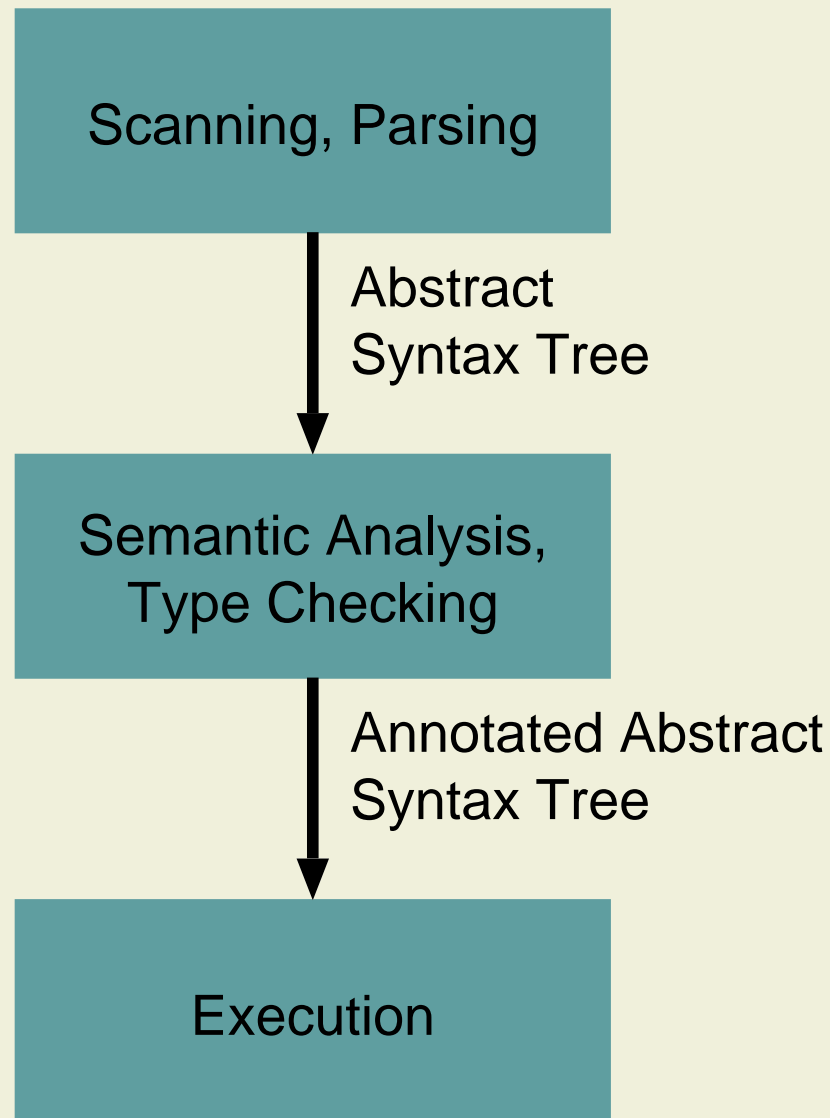 Scanning, Parsing
Abstract
Syntax Tree
Semantic Analysis,
Type Checking
Annotated Abstract
Syntax Tree
Execution